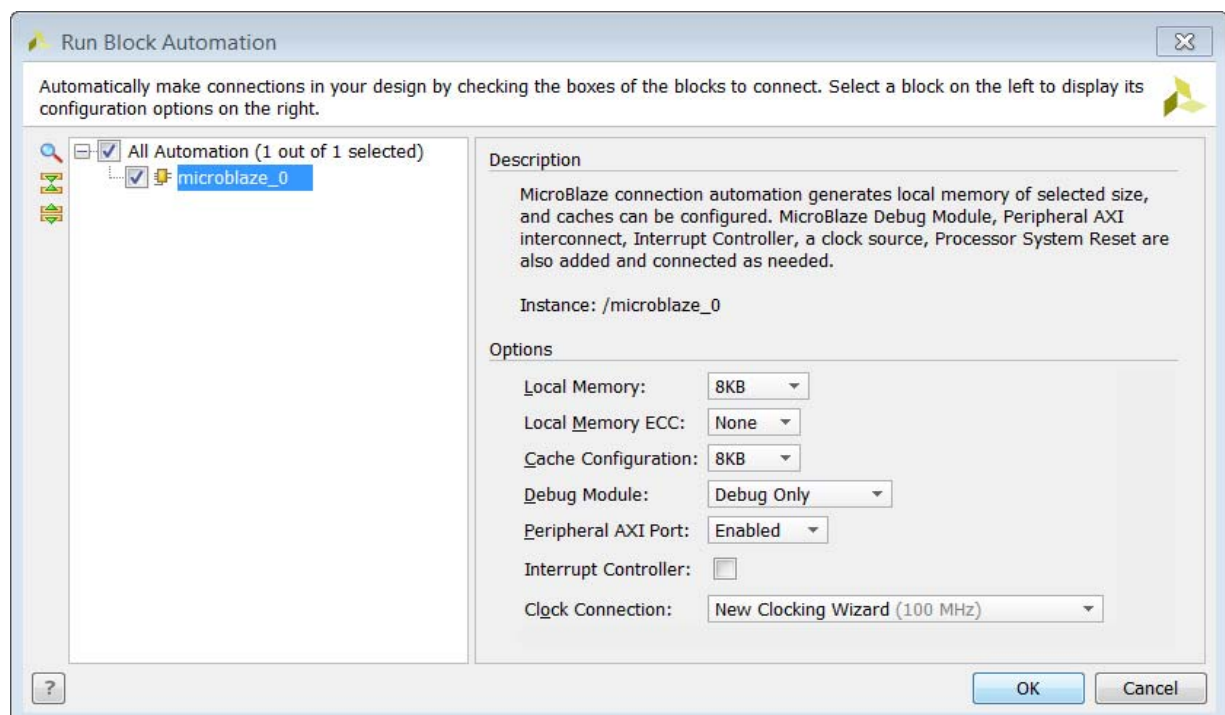 Run Block Automation
Automatically make connections in your design by checking the boxes of the blocks to connect. Select a block on the left to display its
configuration options on the right.
All Automation (1 out of 1 selected)
microblaze_0
Description
MicroBlaze connection automation generates local memory of selected size,
and caches can be configured. MicroBlaze Debug Module, Peripheral AXI
interconnect, Interrupt Controller, a clock source, Processor System Reset are
also added and connected as needed.
Instance: /microblaze_0
Options
Local Memory: 8KB
Local Memory ECC: None
Cache Configuration: 8KB
Debug Module: Debug Only
Peripheral AXI Port: Enabled
Interrupt Controller:
Clock Connection: New Clocking Wizard (100 MHz)
? OK Cancel